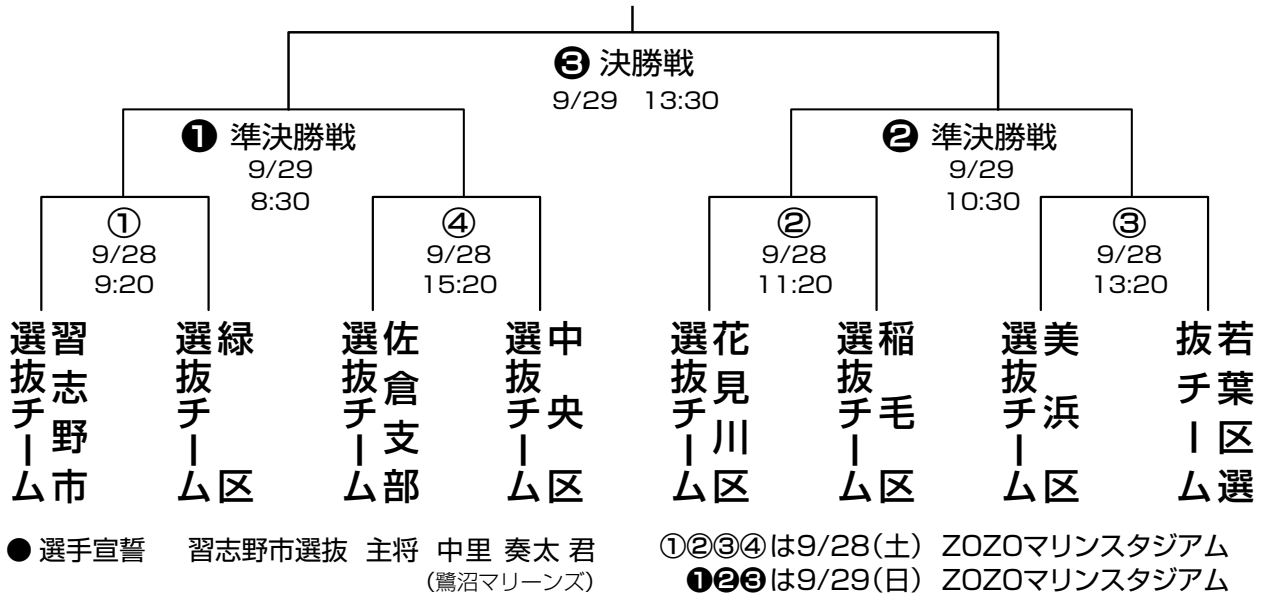 ❸ 決勝戦
9/29 13:30
❶ 準決勝戦
9/29
8:30
❷ 準決勝戦
9/29
10:30
①
9/28
9:20
④
9/28
15:20
②
9/28
11:20
③
9/28
13:20
習志野市
選抜チーム
緑区
選抜チーム
佐倉支部
選抜チーム
中央区
選抜チーム
花見川区
選抜チーム
稲毛区
選抜チーム
美浜区
選抜チーム
若葉区選
抜チーム
● 選手宣誓 習志野市選抜 主将 中里 奏太 君
(鷺沼マリーンズ)
①②③④は9/28(土) ZOZOマリンスタジアム
❶❷❸は9/29(日) ZOZOマリンスタジアム